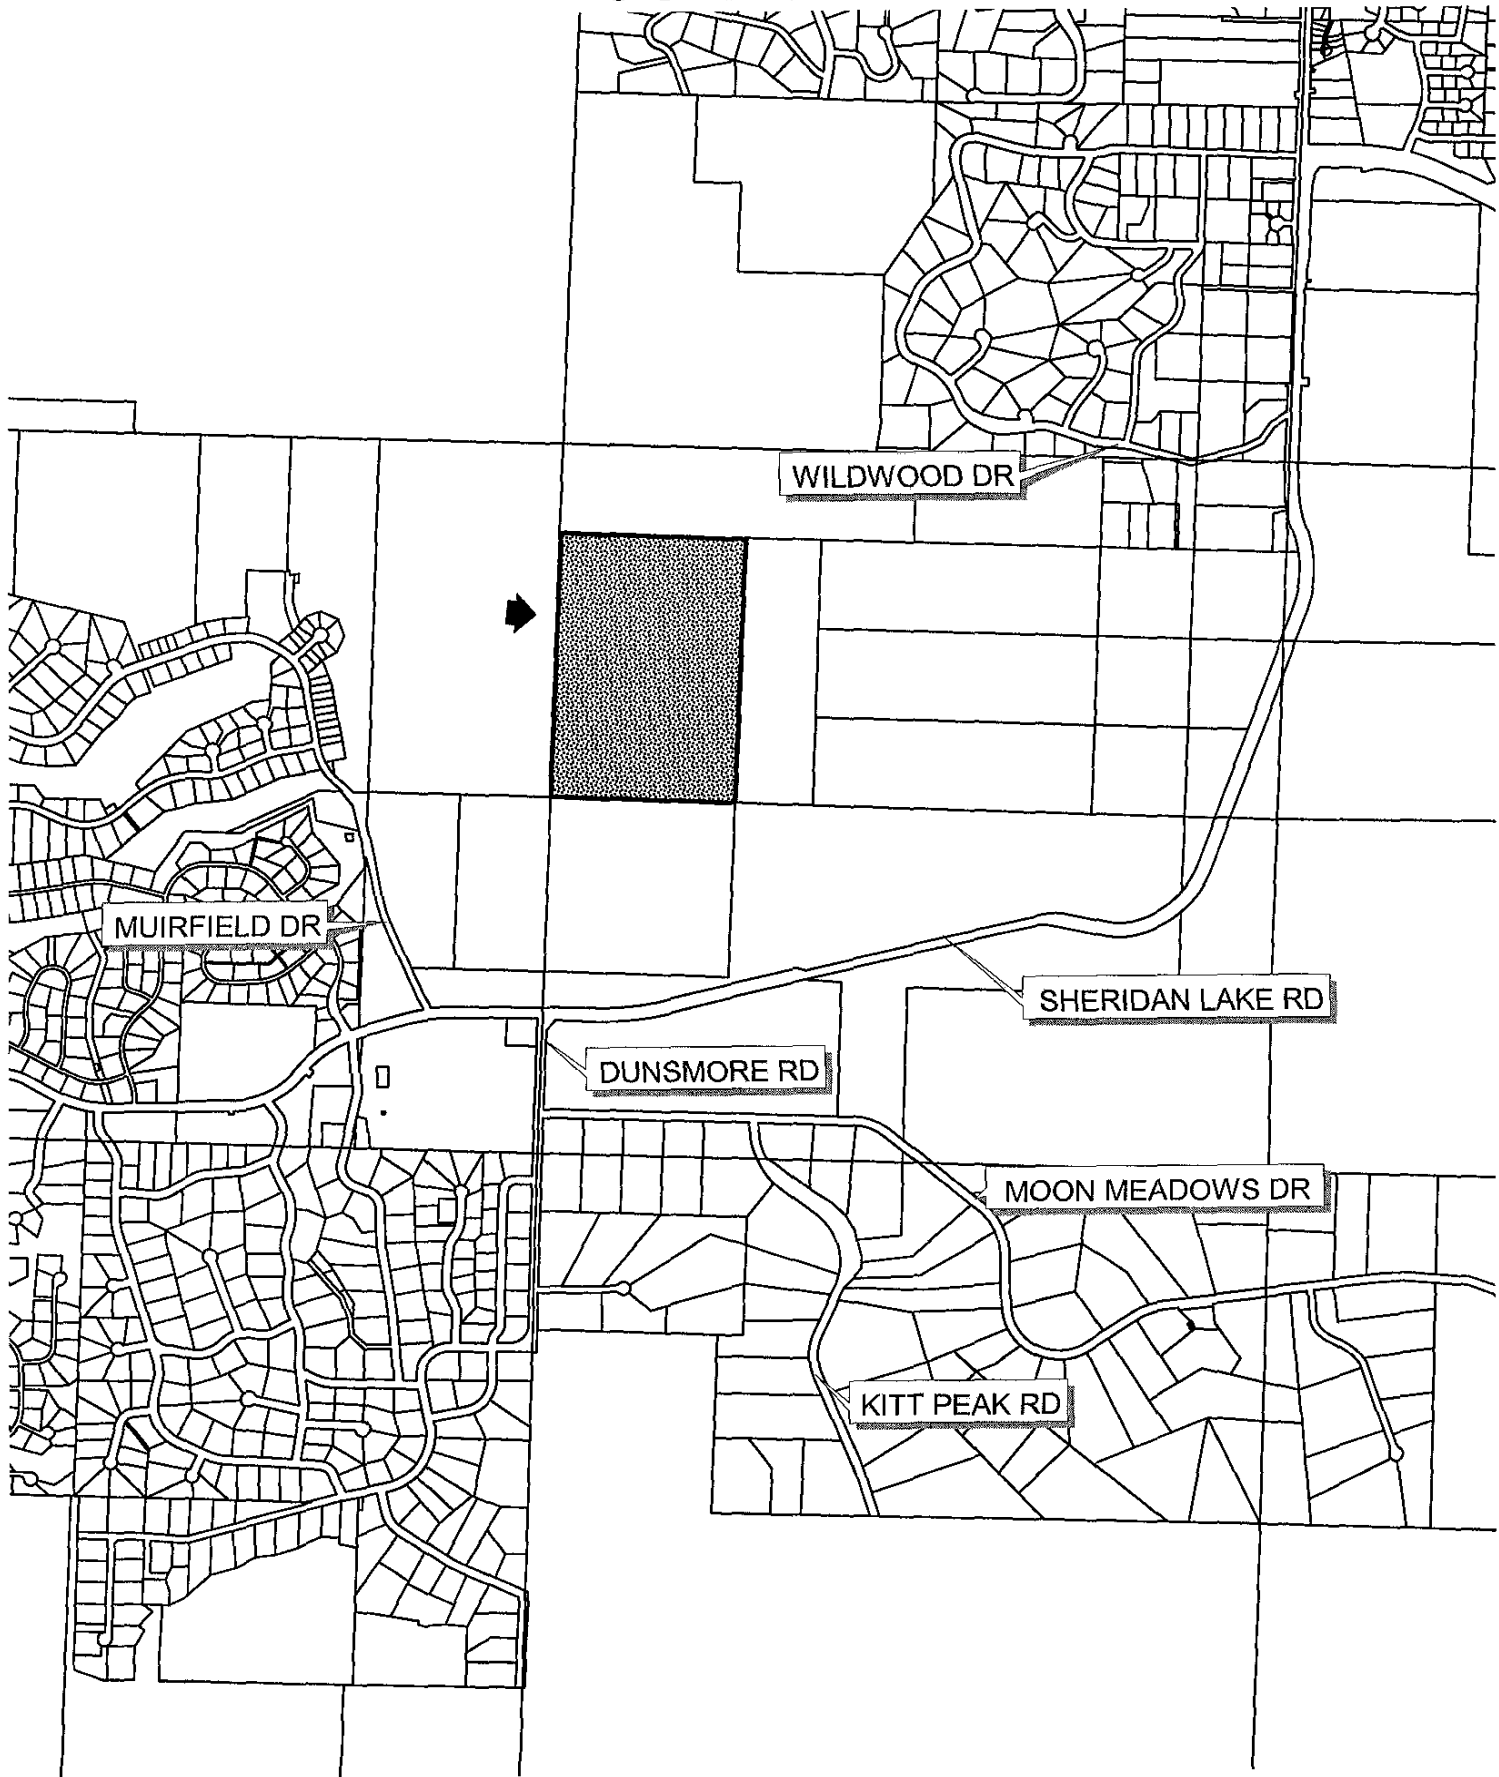 WILDWOOD DR
MUIRFIELD DR
SHERIDAN LAKE RD
DUNSMORE RD
MOON MEADOWS DR
KITT PEAK RD